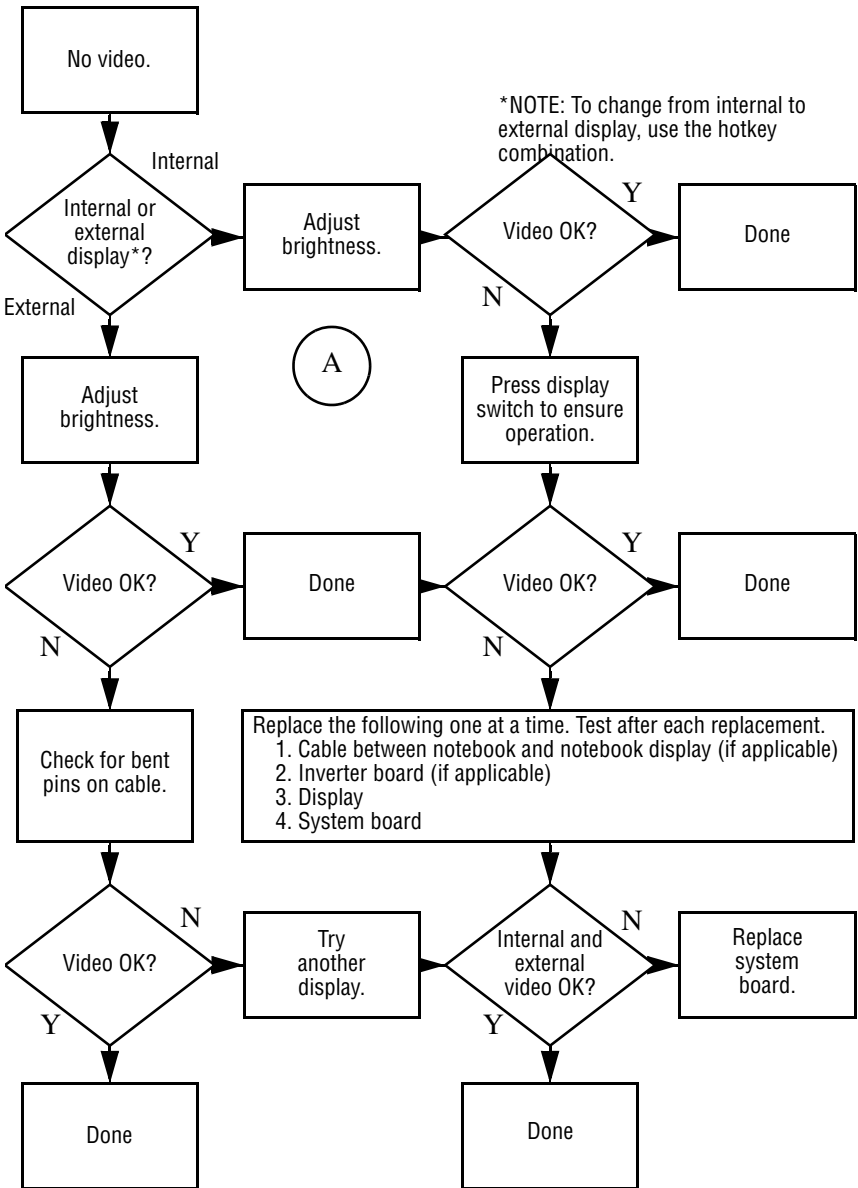 No video.
*NOTE: To change from internal to
external display, use the hotkey
combination.
Internal
Internal or
external
display*?
Adjust
brightness.
Video OK?
Y
Done
N
External
A
Adjust
brightness.
Press display
switch to ensure
operation.
Video OK?
Y
N
Done
Video OK?
Y
N
Done
Check for bent
pins on cable.
Replace the following one at a time. Test after each replacement.
1. Cable between notebook and notebook display (if applicable)
2. Inverter board (if applicable)
3. Display
4. System board
Video OK?
N
Y
Try
another
display.
Internal and
external
video OK?
N
Y
Replace
system
board.
Done
Done